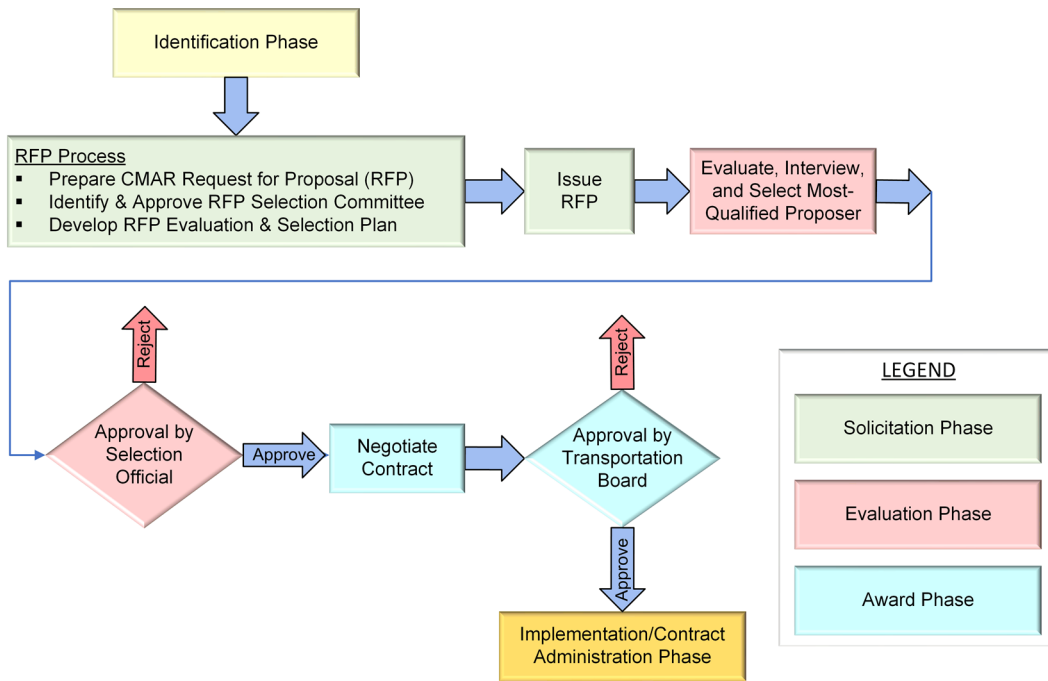 Identification Phase
RFP Process
▪ Prepare CMAR Request for Proposal (RFP)
▪ Identify & Approve RFP Selection Committee
▪ Develop RFP Evaluation & Selection Plan
Issue
RFP
Evaluate, Interview,
and Select Most-
Qualified Proposer
Reject
Approval by
Selection
Official
Approve
Negotiate
Contract
Reject
Approval by
Transportation
Board
Approve
Implementation/Contract
Administration Phase
LEGEND
Solicitation Phase
Evaluation Phase
Award Phase